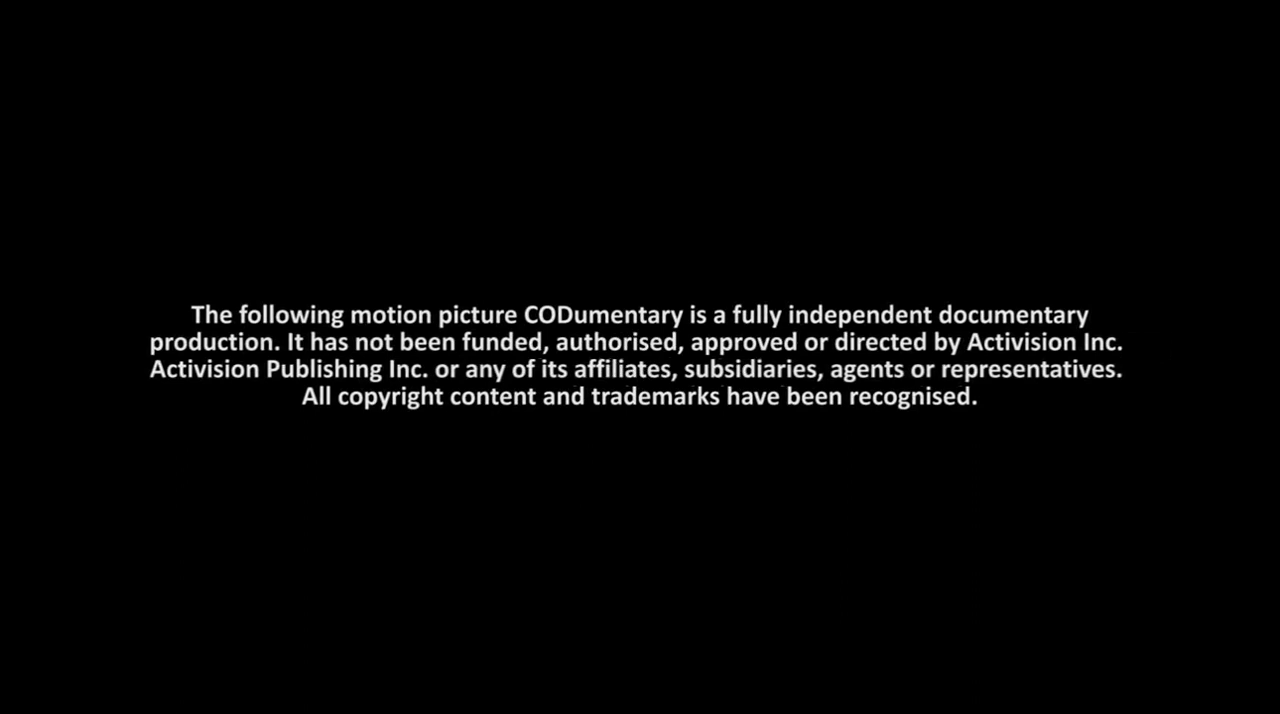 The following motion picture CODumentary is a fully independent documentary
production. It has not been funded, authorised, approved or directed by Activision Inc.
Activision Publishing Inc. or any of its affiliates, subsidiaries, agents or representatives.
All copyright content and trademarks have been recognised.